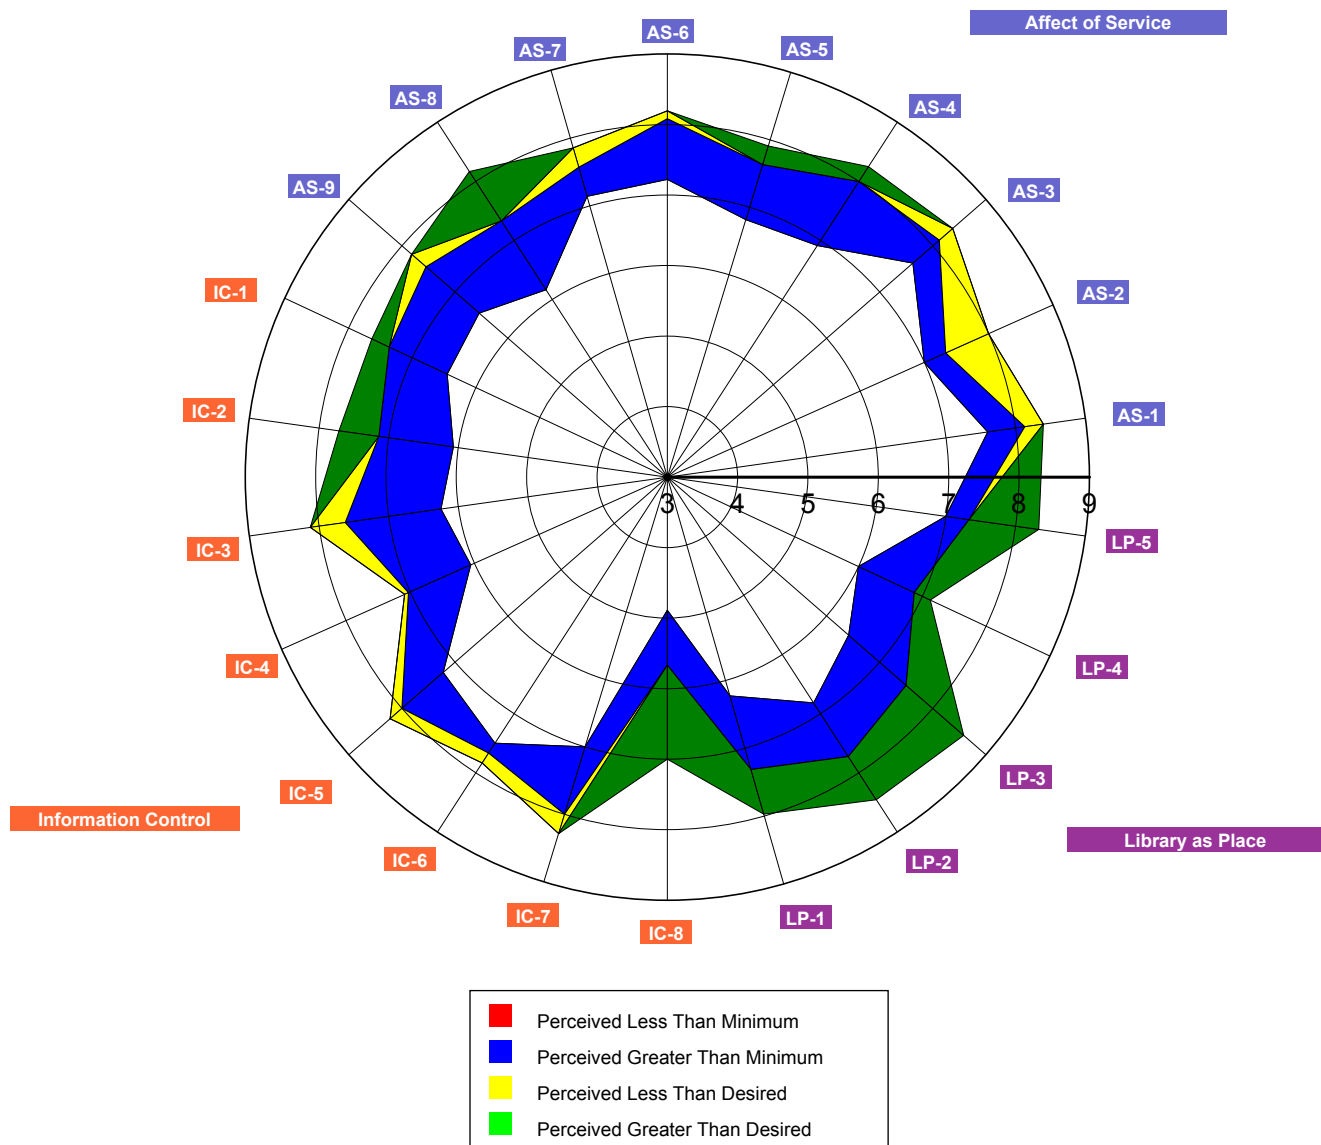 Affect of Service
AS-6
AS-7
AS-5
AS-8
AS-4
AS-9
AS-3
IC-1
AS-2
IC-2
AS-1
3 4 5 6 7 8 9
IC-3
LP-5
IC-4
LP-4
IC-5
LP-3
Information Control
Library as Place
IC-6
LP-2
IC-7
LP-1
IC-8
Perceived Less Than Minimum
Perceived Greater Than Minimum
Perceived Less Than Desired
Perceived Greater Than Desired